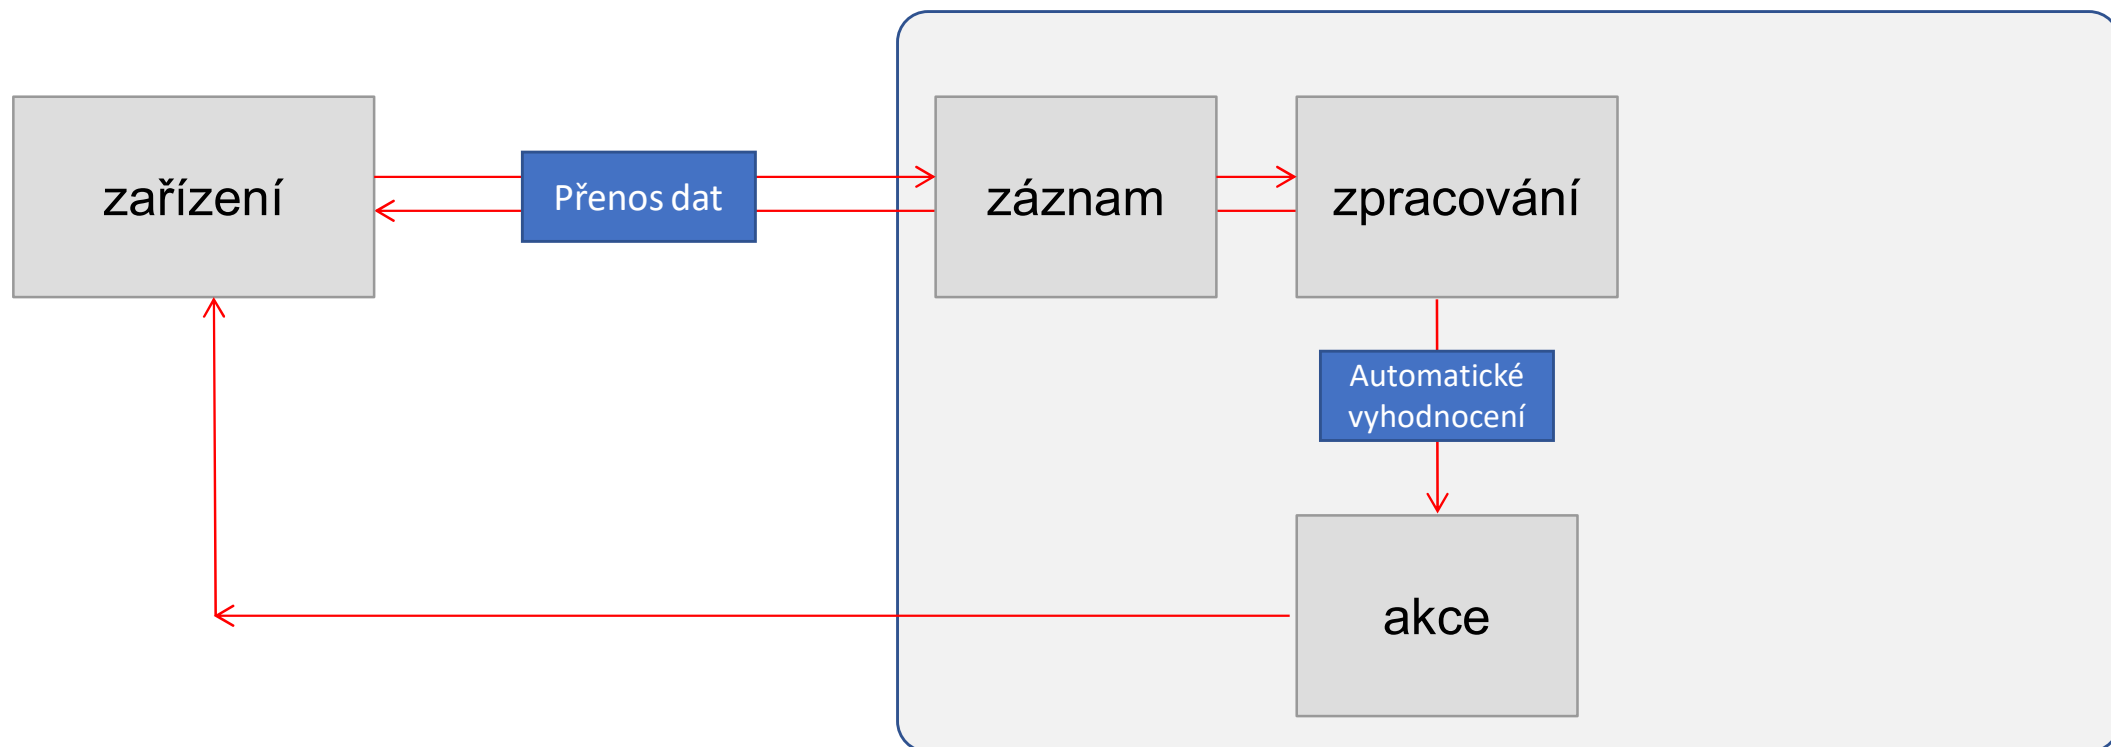 zařízení
Přenos dat
záznam
zpracování
Automatické
vyhodnocení
akce